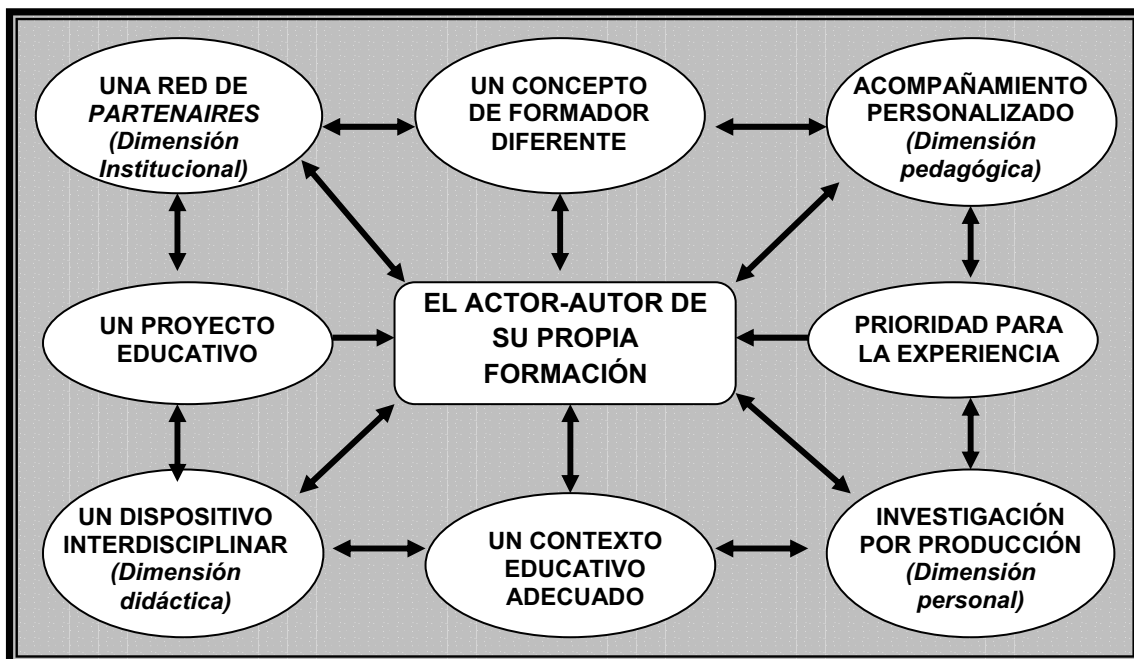 UNA RED DE
PARTENAIRES
(Dimensión
Institucional)
UN CONCEPTO
DE FORMADOR
DIFERENTE
ACOMPAÑAMIENTO
PERSONALIZADO
(Dimensión
pedagógica)
UN PROYECTO
EDUCATIVO
EL ACTOR-AUTOR DE
SU PROPIA
FORMACIÓN
PRIORIDAD PARA
LA EXPERIENCIA
UN DISPOSITIVO
INTERDISCIPLINAR
(Dimensión
didáctica)
UN CONTEXTO
EDUCATIVO
ADECUADO
INVESTIGACIÓN
POR PRODUCCIÓN
(Dimensión
personal)